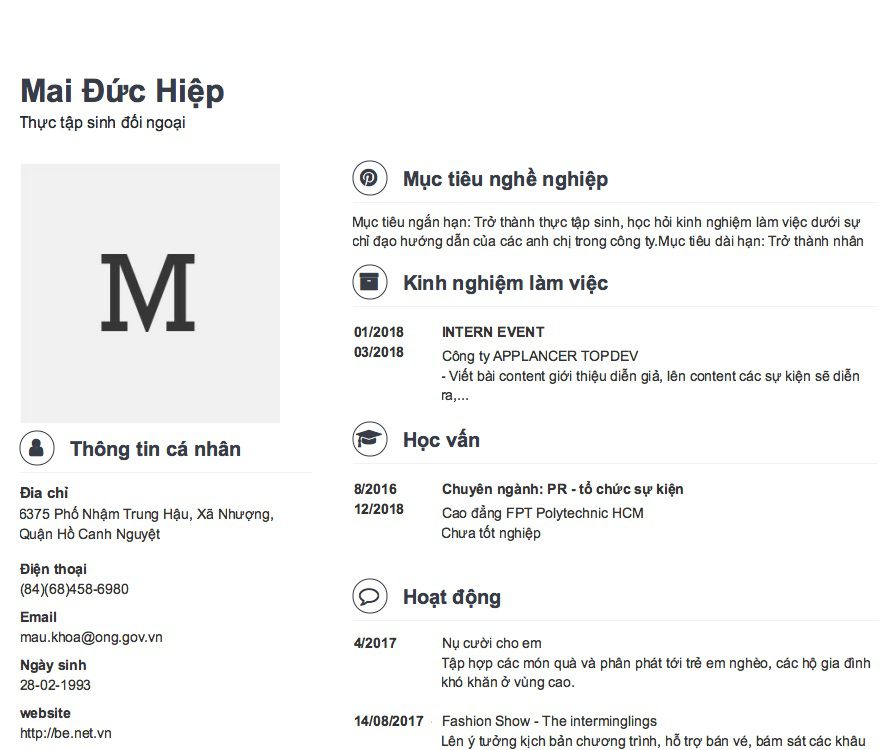 Mai Đức Hiệp
Thực tập sinh đối ngoại
M
Thông tin cá nhân
Đia chỉ
6375 Phố Nhậm Trung Hậu, Xã Nhượng,
Quận Hồ Canh Nguyệt
Điện thoại
(84)(68)458-6980
Email
mau.khoa@ong.gov.vn
Ngày sinh
28-02-1993
website
http://be.net.vn
Mục tiêu nghề nghiệp
Mục tiêu ngắn hạn: Trở thành thực tập sinh, học hỏi kinh nghiệm làm việc dưới sự
chỉ đạo hướng dẫn của các anh chị trong công ty.Mục tiêu dài hạn: Trở thành nhân
Kinh nghiệm làm việc
01/2018 INTERN EVENT
03/2018 Công ty APPLANCER TOPDEV
- Viết bài content giới thiệu diễn giả, lên content các sự kiện sẽ diễn
ra,...
Học vấn
8/2016 Chuyên ngành: PR - tổ chức sự kiện
12/2018 Cao đẳng FPT Polytechnic HCM
Chưa tốt nghiệp
Hoạt động
4/2017 Nụ cười cho em
Tập hợp các món quà và phân phát tới trẻ em nghèo, các hộ gia đình
khó khăn ở vùng cao.
14/08/2017 Fashion Show - The interminglings
Lên ý tưởng kịch bản chương trình, hỗ trợ bán vé, bám sát các khâu